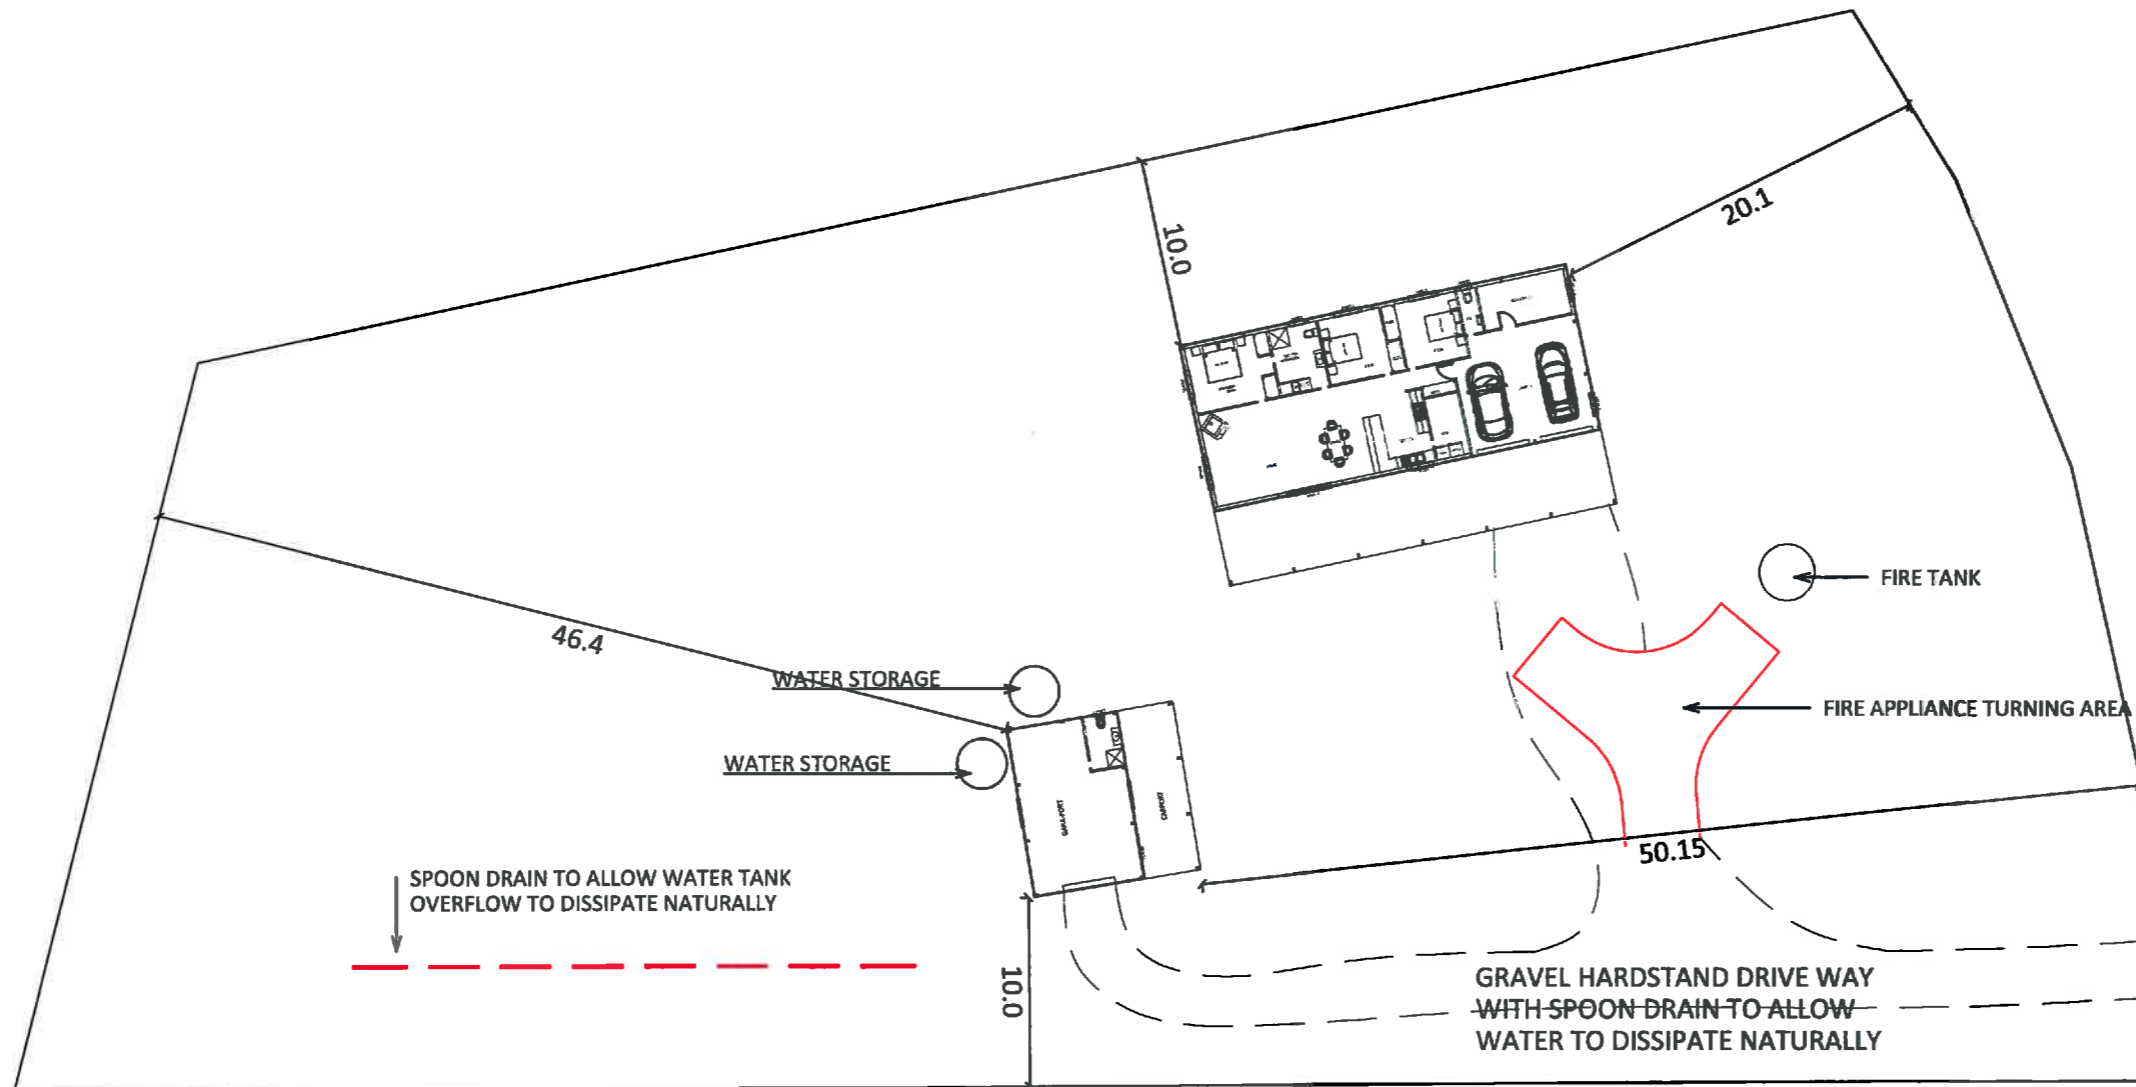 10.0
20.1
FIRE TANK
46.4
WATER STORAGE
FIRE APPLIANCE TURNING AREA
WATER STORAGE
CARPORT
50.15
SPOON DRAIN TO ALLOW WATER TANK
OVERFLOW TO DISSIPATE NATURALLY
10.0
GRAVEL HARDSTAND DRIVE WAY
WITH SPOON DRAIN TO ALLOW
WATER TO DISSIPATE NATURALLY